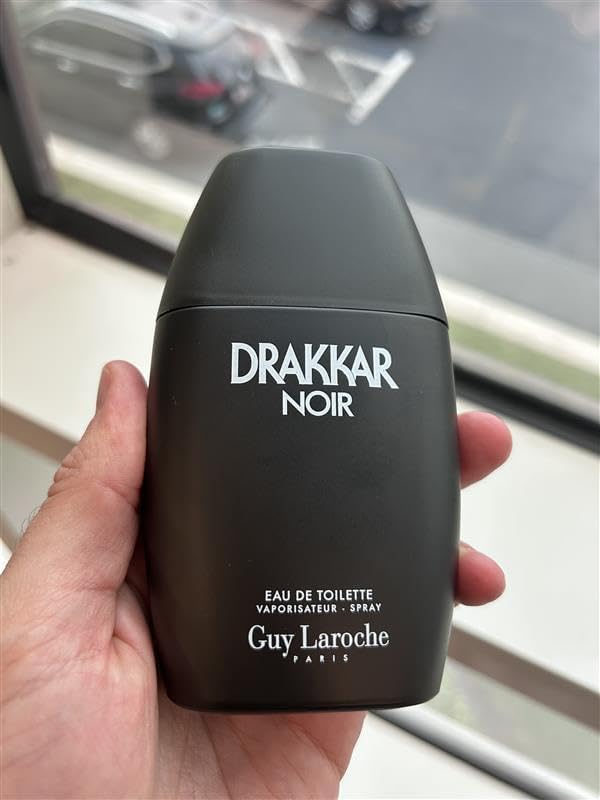 DRAKKAR
NOIR
EAU DE TOILETTE
VAPORISATEUR · SPRAY
Guy Laroche
PARIS